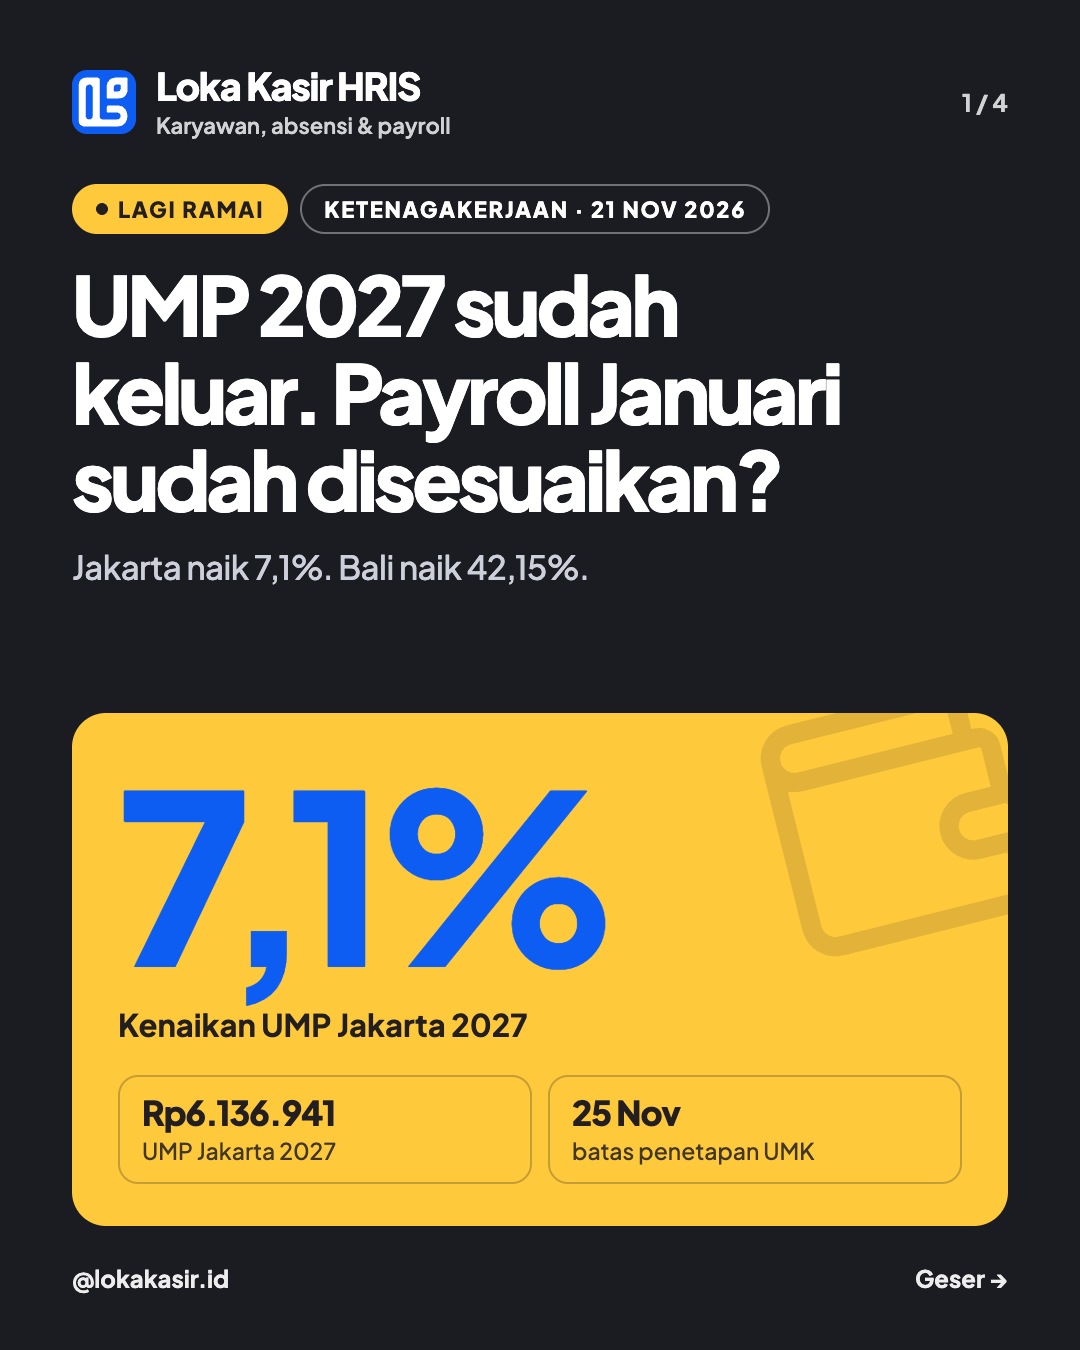 Loka Kasir HRIS
Karyawan, absensi & payroll
1 / 4
• LAGI RAMAI
KETENAGAKERJAAN · 21 NOV 2026
UMP 2027 sudah
keluar. Payroll Januari
sudah disesuaikan?
Jakarta naik 7,1%. Bali naik 42,15%.
7,1%
Kenaikan UMP Jakarta 2027
Rp6.136.941
UMP Jakarta 2027
25 Nov
batas penetapan UMK
@lokakasir.id
Geser →